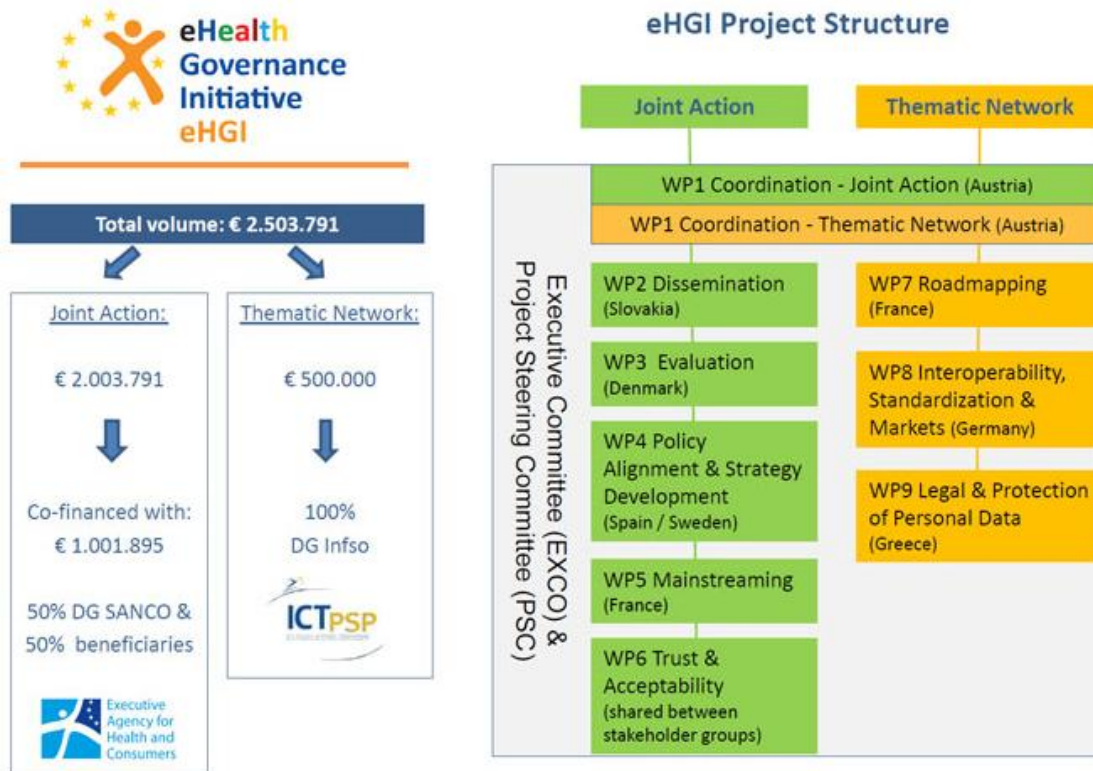 eHealth
Governance
Initiative
eHGI
Total volume: € 2.503.791
Joint Action:
€ 2.003.791
Co-financed with:
€ 1.001.895
50% DG SANCO &
50% beneficiaries
Executive
Agency for
Health and
Consumers
Thematic Network:
€ 500.000
100%
DG Infso
ICT PSP
eHGI Project Structure
Joint Action
Thematic Network
Executive Committee (EXCO) &
Project Steering Committee (PSC)
WP1 Coordination - Joint Action (Austria)
WP1 Coordination - Thematic Network (Austria)
WP2 Dissemination
(Slovakia)
WP3 Evaluation
(Denmark)
WP4 Policy
Alignment & Strategy
Development
(Spain / Sweden)
WP5 Mainstreaming
(France)
WP6 Trust &
Acceptability
(shared between
stakeholder groups)
WP7 Roadmapping
(France)
WP8 Interoperability,
Standardization &
Markets (Germany)
WP9 Legal & Protection
of Personal Data
(Greece)